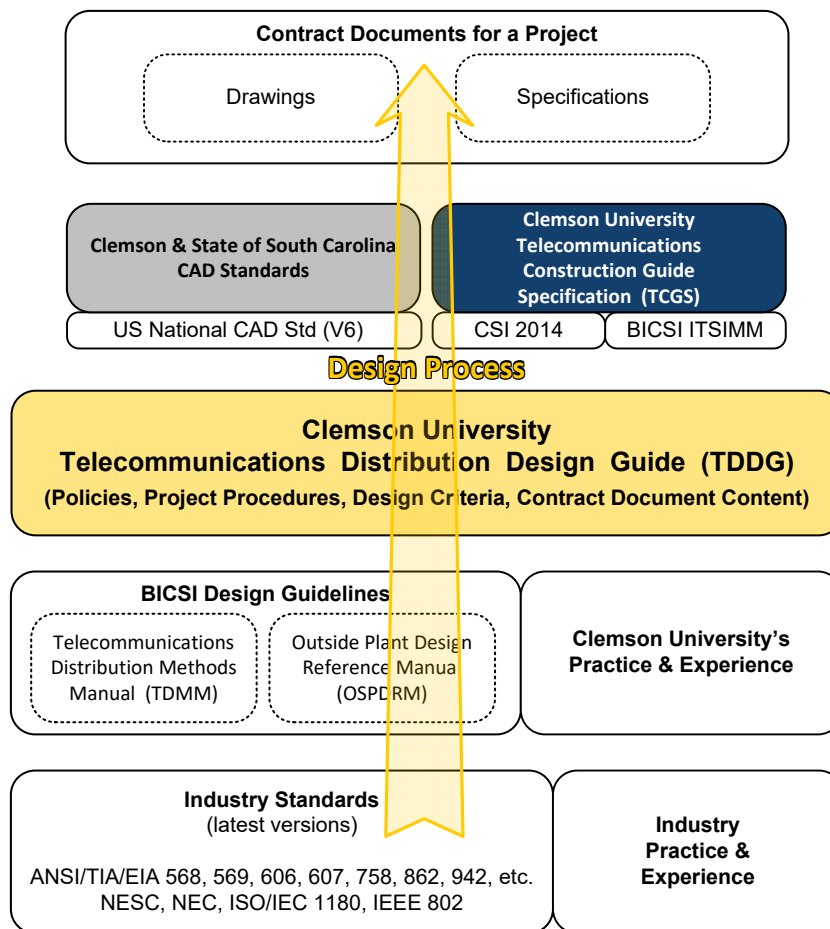 Contract Documents for a Project
Drawings
Specifications
Clemson & State of South Carolina
CAD Standards
Clemson University
Telecommunications
Construction Guide
Specification (TCGS)
US National CAD Std (V6)
CSI 2014
BICSI ITSIMM
Design Process
Clemson University
Telecommunications Distribution Design Guide (TDDG)
(Policies, Project Procedures, Design Criteria, Contract Document Content)
BICSI Design Guidelines
Telecommunications
Distribution Methods
Manual (TDMM)
Outside Plant Design
Reference Manual
(OSPDRM)
Clemson University’s
Practice & Experience
Industry Standards
(latest versions)
ANSI/TIA/EIA 568, 569, 606, 607, 758, 862, 942, etc.
NESC, NEC, ISO/IEC 1180, IEEE 802
Industry
Practice &
Experience